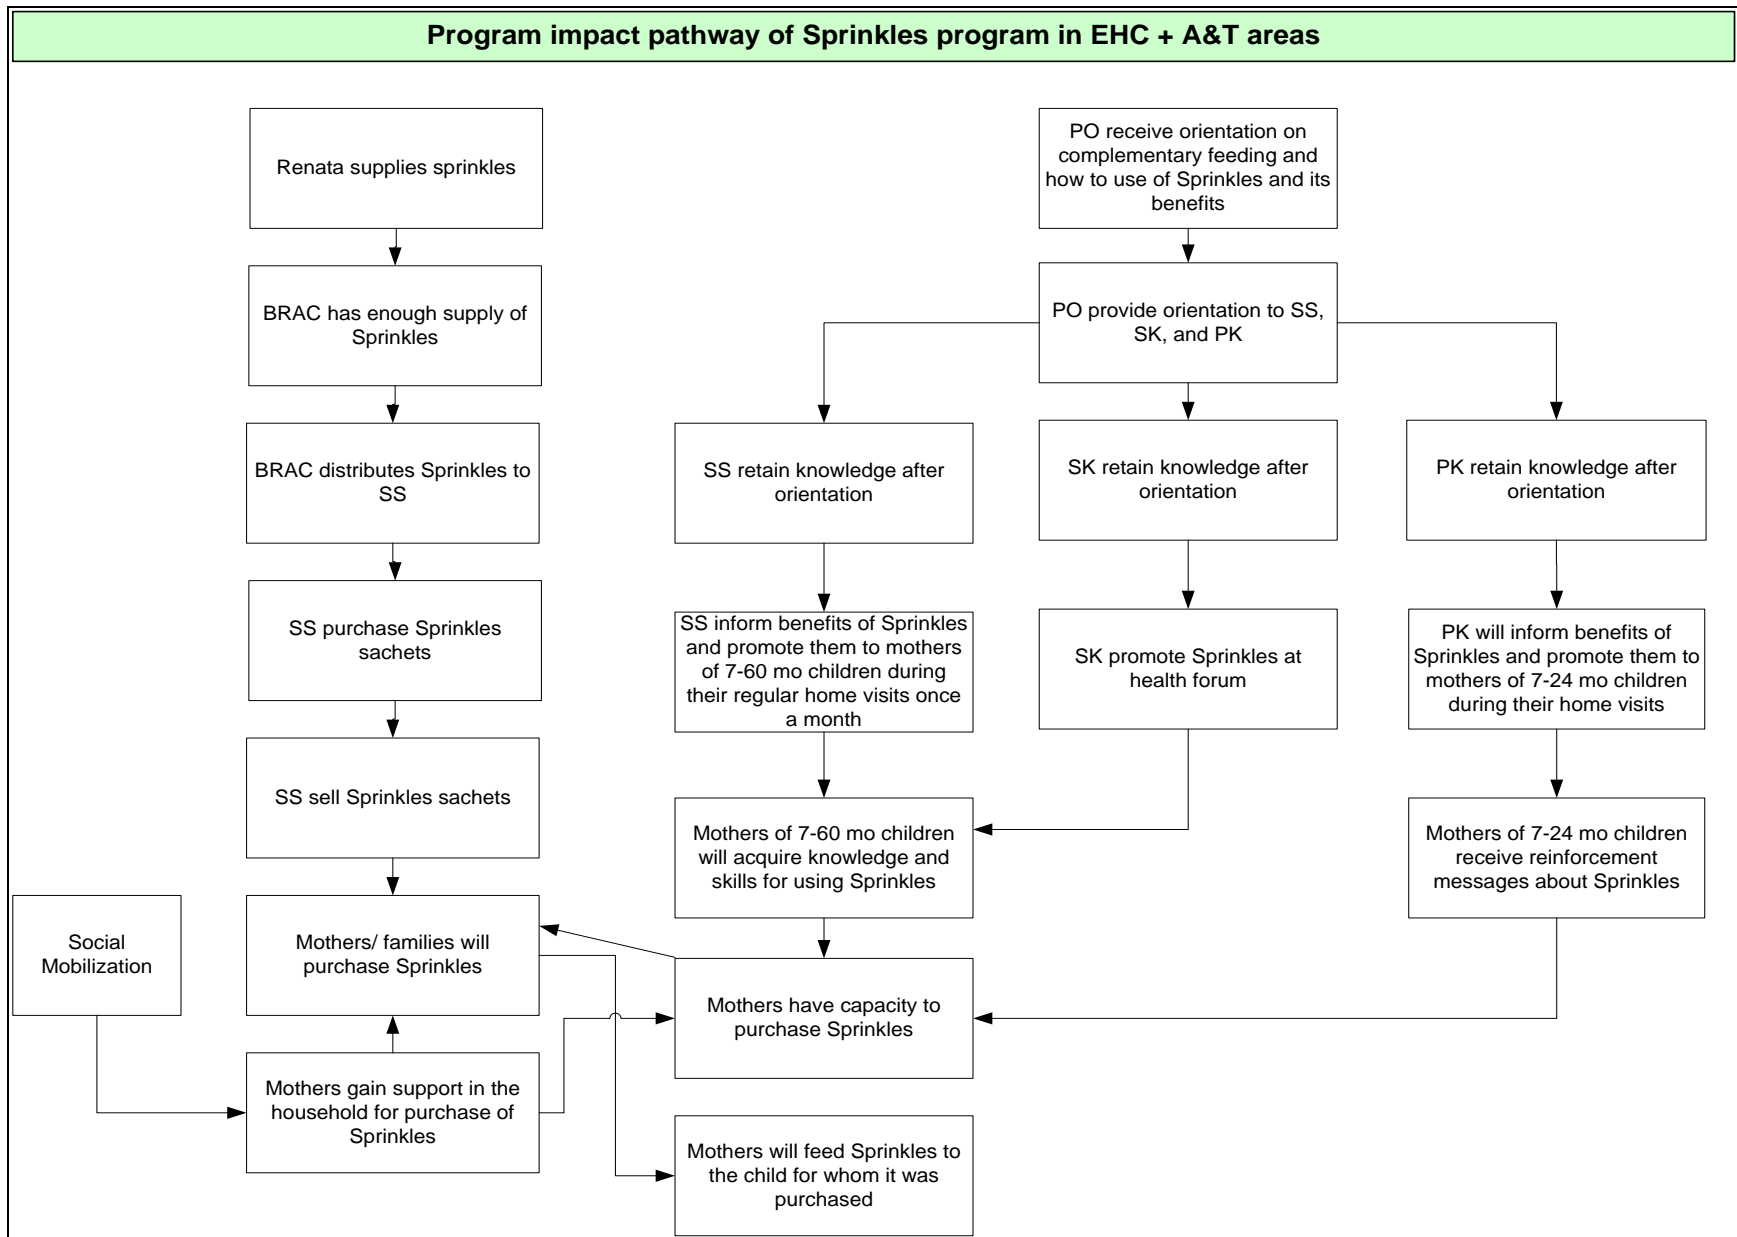 Program impact pathway of Sprinkles program in EHC + A&T areas
Renata supplies sprinkles
BRAC has enough supply of
Sprinkles
BRAC distributes Sprinkles to
SS
SS purchase Sprinkles
sachets
SS sell Sprinkles sachets
Mothers/ families will
purchase Sprinkles
Social
Mobilization
Mothers gain support in the
household for purchase of
Sprinkles
PO receive orientation on
complementary feeding and
how to use of Sprinkles and its
benefits
PO provide orientation to SS,
SK, and PK
SS retain knowledge after
orientation
SK retain knowledge after
orientation
PK retain knowledge after
orientation
SS inform benefits of Sprinkles
and promote them to mothers
of 7-60 mo children during
their regular home visits once
a month
SK promote Sprinkles at
health forum
PK will inform benefits of
Sprinkles and promote them to
mothers of 7-24 mo children
during their home visits
Mothers of 7-60 mo children
will acquire knowledge and
skills for using Sprinkles
Mothers of 7-24 mo children
receive reinforcement
messages about Sprinkles
Mothers have capacity to
purchase Sprinkles
Mothers will feed Sprinkles to
the child for whom it was
purchased